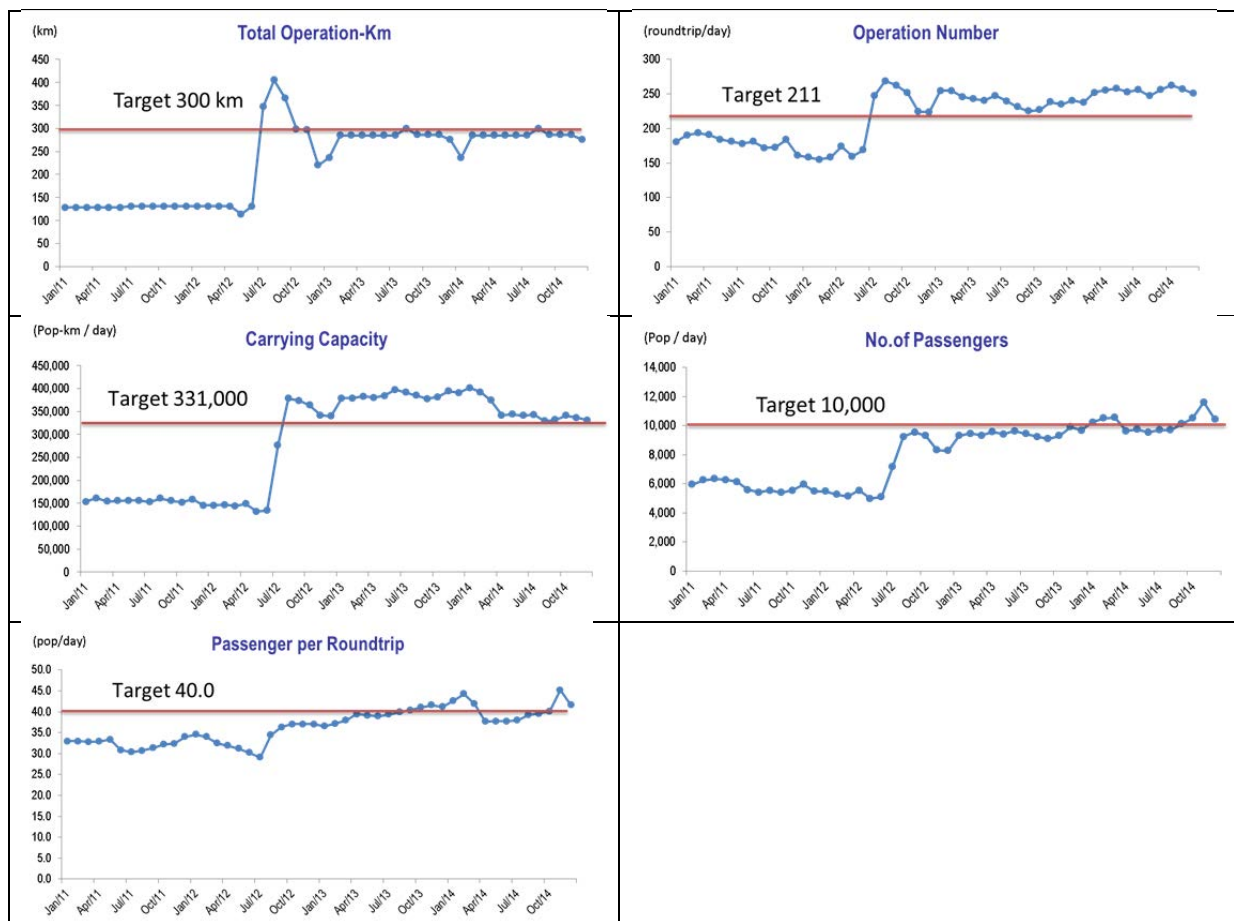 (km)
Total Operation-Km
450
400
350
300
250
200
150
100
50
0
Target 300 km
Jan/11
Apr/11
Jul/11
Oct/11
Jan/12
Apr/12
Jul/12
Oct/12
Jan/13
Apr/13
Jul/13
Oct/13
Jan/14
Apr/14
Jul/14
Oct/14
(roundtrip/day)
Operation Number
300
250
200
150
100
50
0
Target 211
Jan/11
Apr/11
Jul/11
Oct/11
Jan/12
Apr/12
Jul/12
Oct/12
Jan/13
Apr/13
Jul/13
Oct/13
Jan/14
Apr/14
Jul/14
Oct/14
(Pop-km / day)
Carrying Capacity
450,000
400,000
350,000
300,000
250,000
200,000
150,000
100,000
50,000
0
Target 331,000
Jan/11
Apr/11
Jul/11
Oct/11
Jan/12
Apr/12
Jul/12
Oct/12
Jan/13
Apr/13
Jul/13
Oct/13
Jan/14
Apr/14
Jul/14
Oct/14
(Pop / day)
No.of Passengers
14,000
12,000
10,000
8,000
6,000
4,000
2,000
0
Target 10,000
Jan/11
Apr/11
Jul/11
Oct/11
Jan/12
Apr/12
Jul/12
Oct/12
Jan/13
Apr/13
Jul/13
Oct/13
Jan/14
Apr/14
Jul/14
Oct/14
(pop/day)
Passenger per Roundtrip
50.0
45.0
40.0
35.0
30.0
25.0
20.0
15.0
10.0
5.0
0.0
Target 40.0
Jan/11
Apr/11
Jul/11
Oct/11
Jan/12
Apr/12
Jul/12
Oct/12
Jan/13
Apr/13
Jul/13
Oct/13
Jan/14
Apr/14
Jul/14
Oct/14